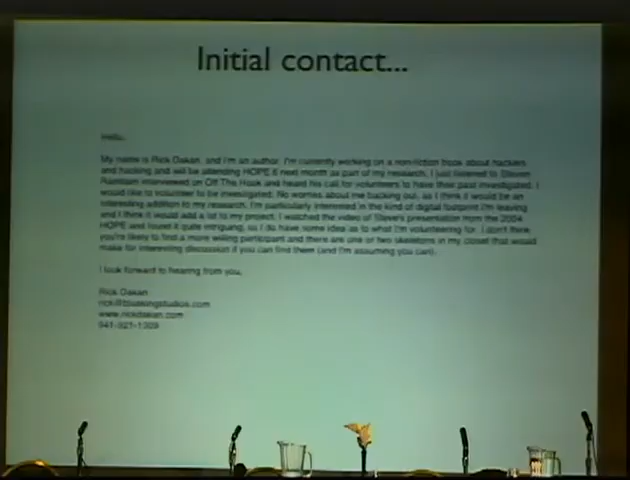 Initial contact...
Hello,
My name is Rick Dakan, and I'm an author. I'm currently working on a non-fiction book about hackers
and hacking and will be attending HOPE 6 next month as part of my research. I just listened to Steven
Rambam interviewed on Off The Hook and heard his call for volunteers to have their past investigated. I
would like to volunteer to be investigated. No worries about me backing out, as I think it would be an
interesting addition to my research. I'm particularly interested in the kind of digital footprint I'm leaving
and I think it would add a lot to my project. I watched the video of Steve's presentation from the 2004
HOPE and found it quite intriguing, so I do have some idea as to what I'm volunteering for. I don't think
you're likely to find a more willing participant and there are one or two skeletons in my closet that would
make for interesting discussion if you can find them (and I'm assuming you can).
I look forward to hearing from you,
Rick Dakan
www.rickdakan.com